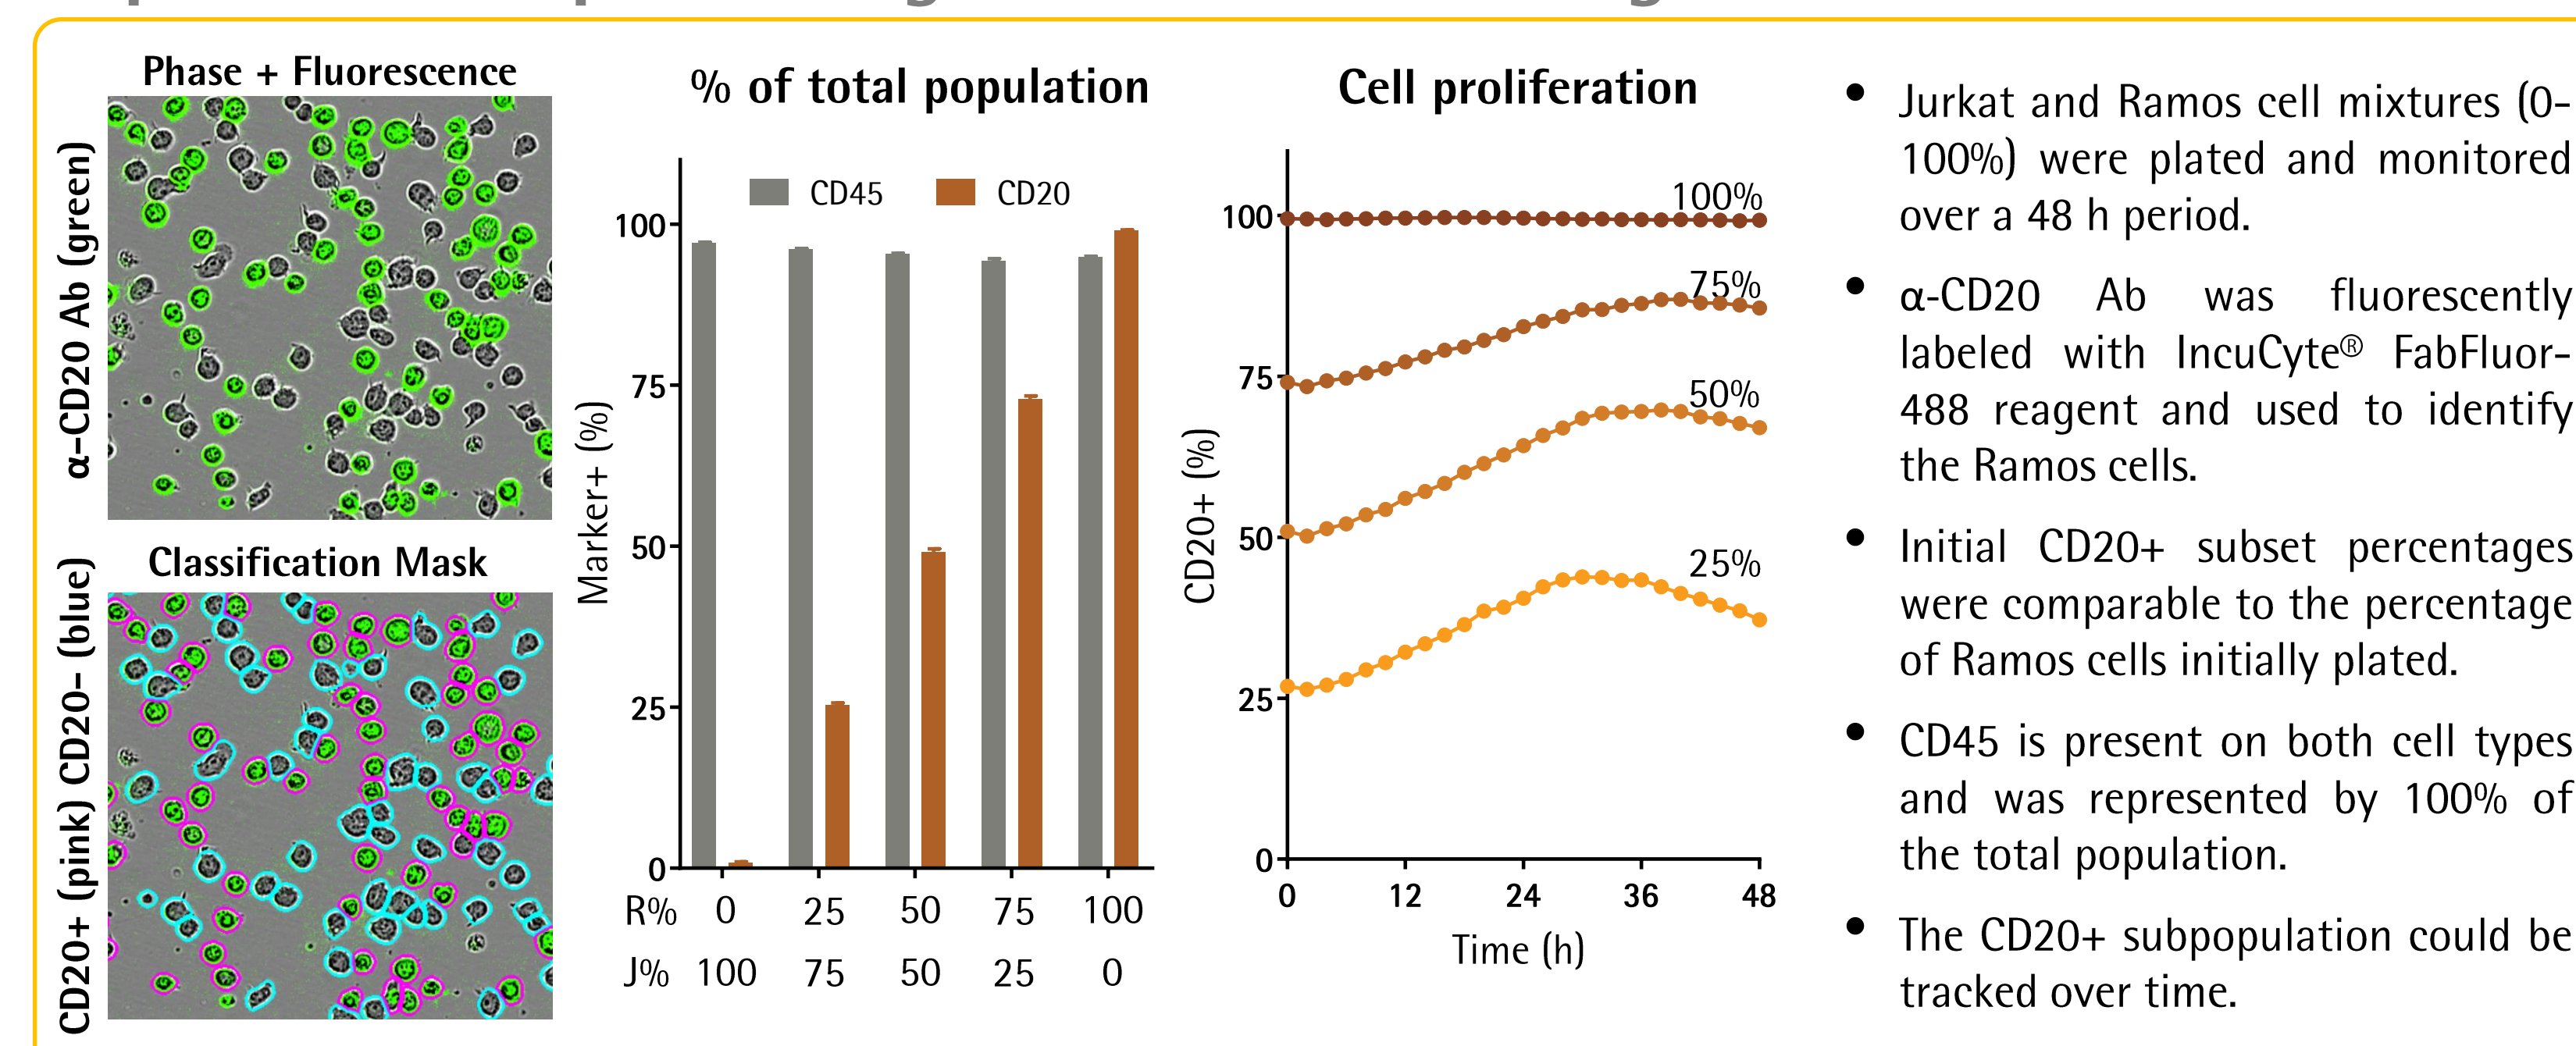 Phase + Fluorescence
α-CD20 Ab (green)
Classification Mask
CD20+ (pink) CD20- (blue)
% of total population
CD45 CD20
Marker+ (%)
100
75
50
25
0
R% 0 25 50 75 100
J% 100 75 50 25 0
Cell proliferation
CD20+ (%)
100
75
50
25
0
100%
75%
50%
25%
0 12 24 36 48
Time (h)
• Jurkat and Ramos cell mixtures (0-
100%) were plated and monitored
over a 48 h period.
• α-CD20 Ab was fluorescently
labeled with IncuCyte® FabFluor-
488 reagent and used to identify
the Ramos cells.
• Initial CD20+ subset percentages
were comparable to the percentage
of Ramos cells initially plated.
• CD45 is present on both cell types
and was represented by 100% of
the total population.
• The CD20+ subpopulation could be
tracked over time.